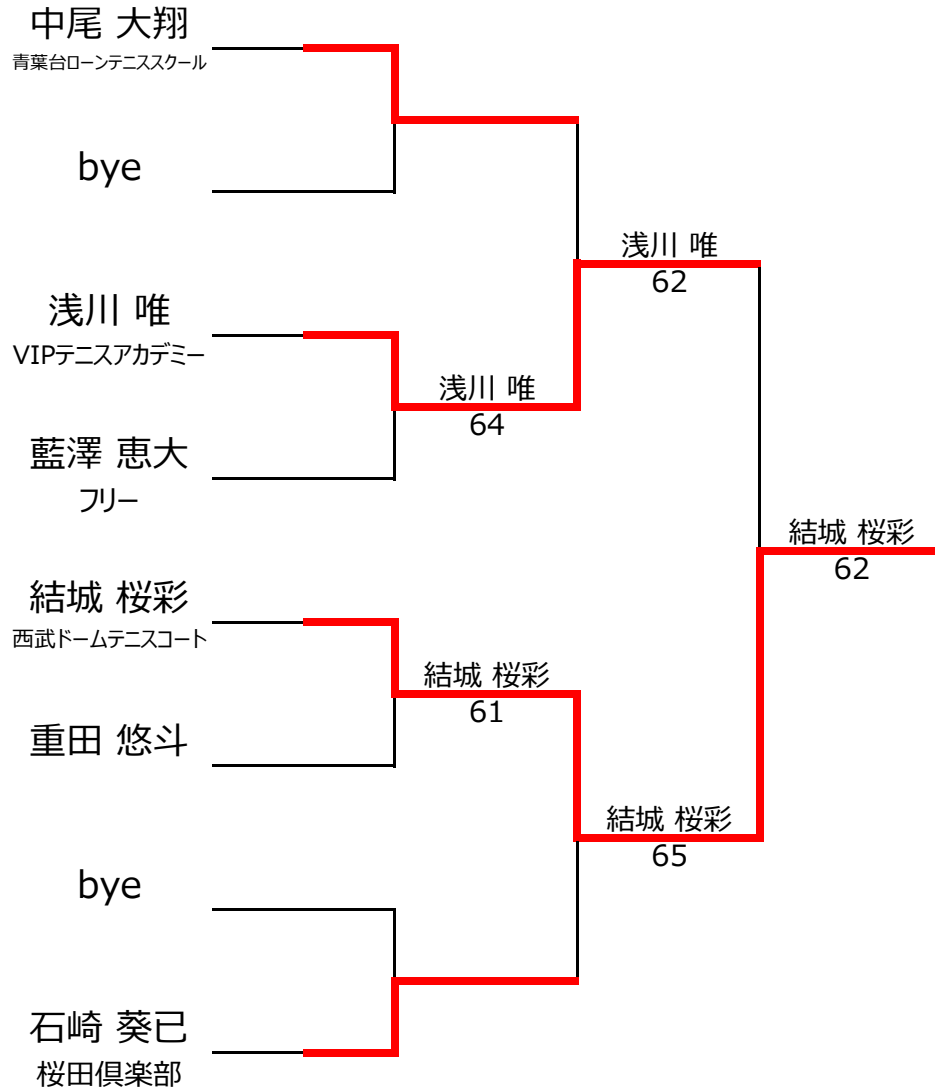 中尾 大翔
青葉台ローンテニススクール
bye
浅川 唯
62
浅川 唯
VIPテニスアカデミー
浅川 唯
64
藍澤 恵大
フリー
結城 桜彩
62
結城 桜彩
西武ドームテニスコート
結城 桜彩
61
重田 悠斗
結城 桜彩
65
bye
石崎 葵已
桜田倶楽部